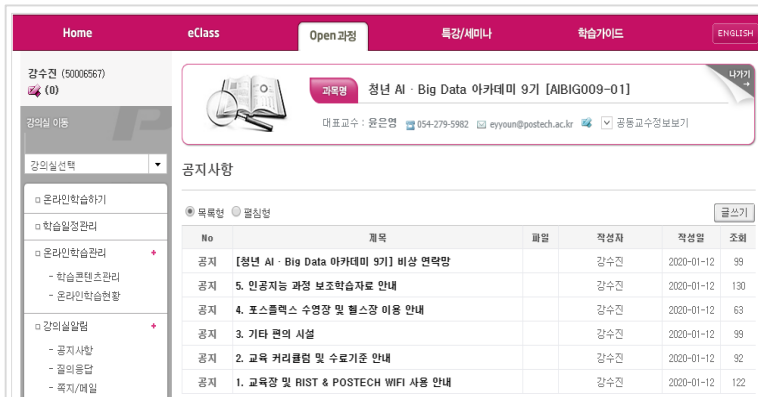 Home eClass Open 과정 특강/세미나 학습가이드 ENGLISH
강수진 (50006567)
(0)
강의실 이동
강의실선택
온라인학습하기
학습일정관리
온라인학습관리 +
- 학습콘텐츠관리
- 온라인학습현황
강의실알림 +
- 공지사항
- 질의응답
- 쪽지/메일
과목명 청년 AI · Big Data 아카데미 9기 [AIBIG009-01]
나가기
대표교수 : 윤은영 054-279-5982 eyyoun@postech.ac.kr 공동교수정보보기
공지사항
목록형 펼침형 글쓰기
No 제목 파일 작성자 작성일 조회
공지 [청년 AI · Big Data 아카데미 9기] 비상 연락망 강수진 2020-01-12 99
공지 5. 인공지능 과정 보조학습자료 안내 강수진 2020-01-12 130
공지 4. 포스플렉스 수영장 및 헬스장 이용 안내 강수진 2020-01-12 63
공지 3. 기타 편의 시설 강수진 2020-01-12 99
공지 2. 교육 커리큘럼 및 수료기준 안내 강수진 2020-01-12 92
공지 1. 교육장 및 RIST & POSTECH WIFI 사용 안내 강수진 2020-01-12 122